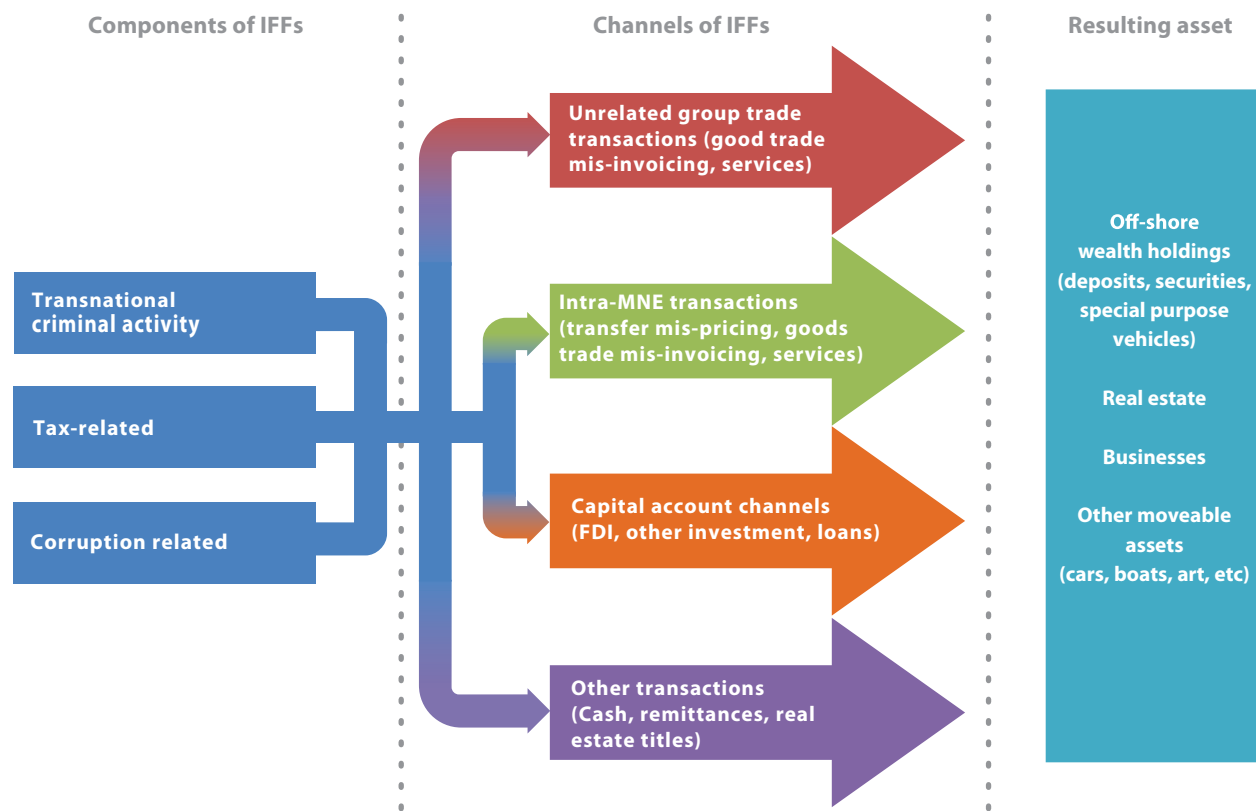 Components of IFFs
Channels of IFFs
Resulting asset
Transnational
criminal activity
Tax-related
Corruption related
Unrelated group trade
transactions (good trade
mis-invoicing, services)
Intra-MNE transactions
(transfer mis-pricing, goods
trade mis-invoicing, services)
Capital account channels
(FDI, other investment, loans)
Other transactions
(Cash, remittances, real
estate titles)
Off-shore
wealth holdings
(deposits, securities,
special purpose
vehicles)
Real estate
Businesses
Other moveable
assets
(cars, boats, art, etc)